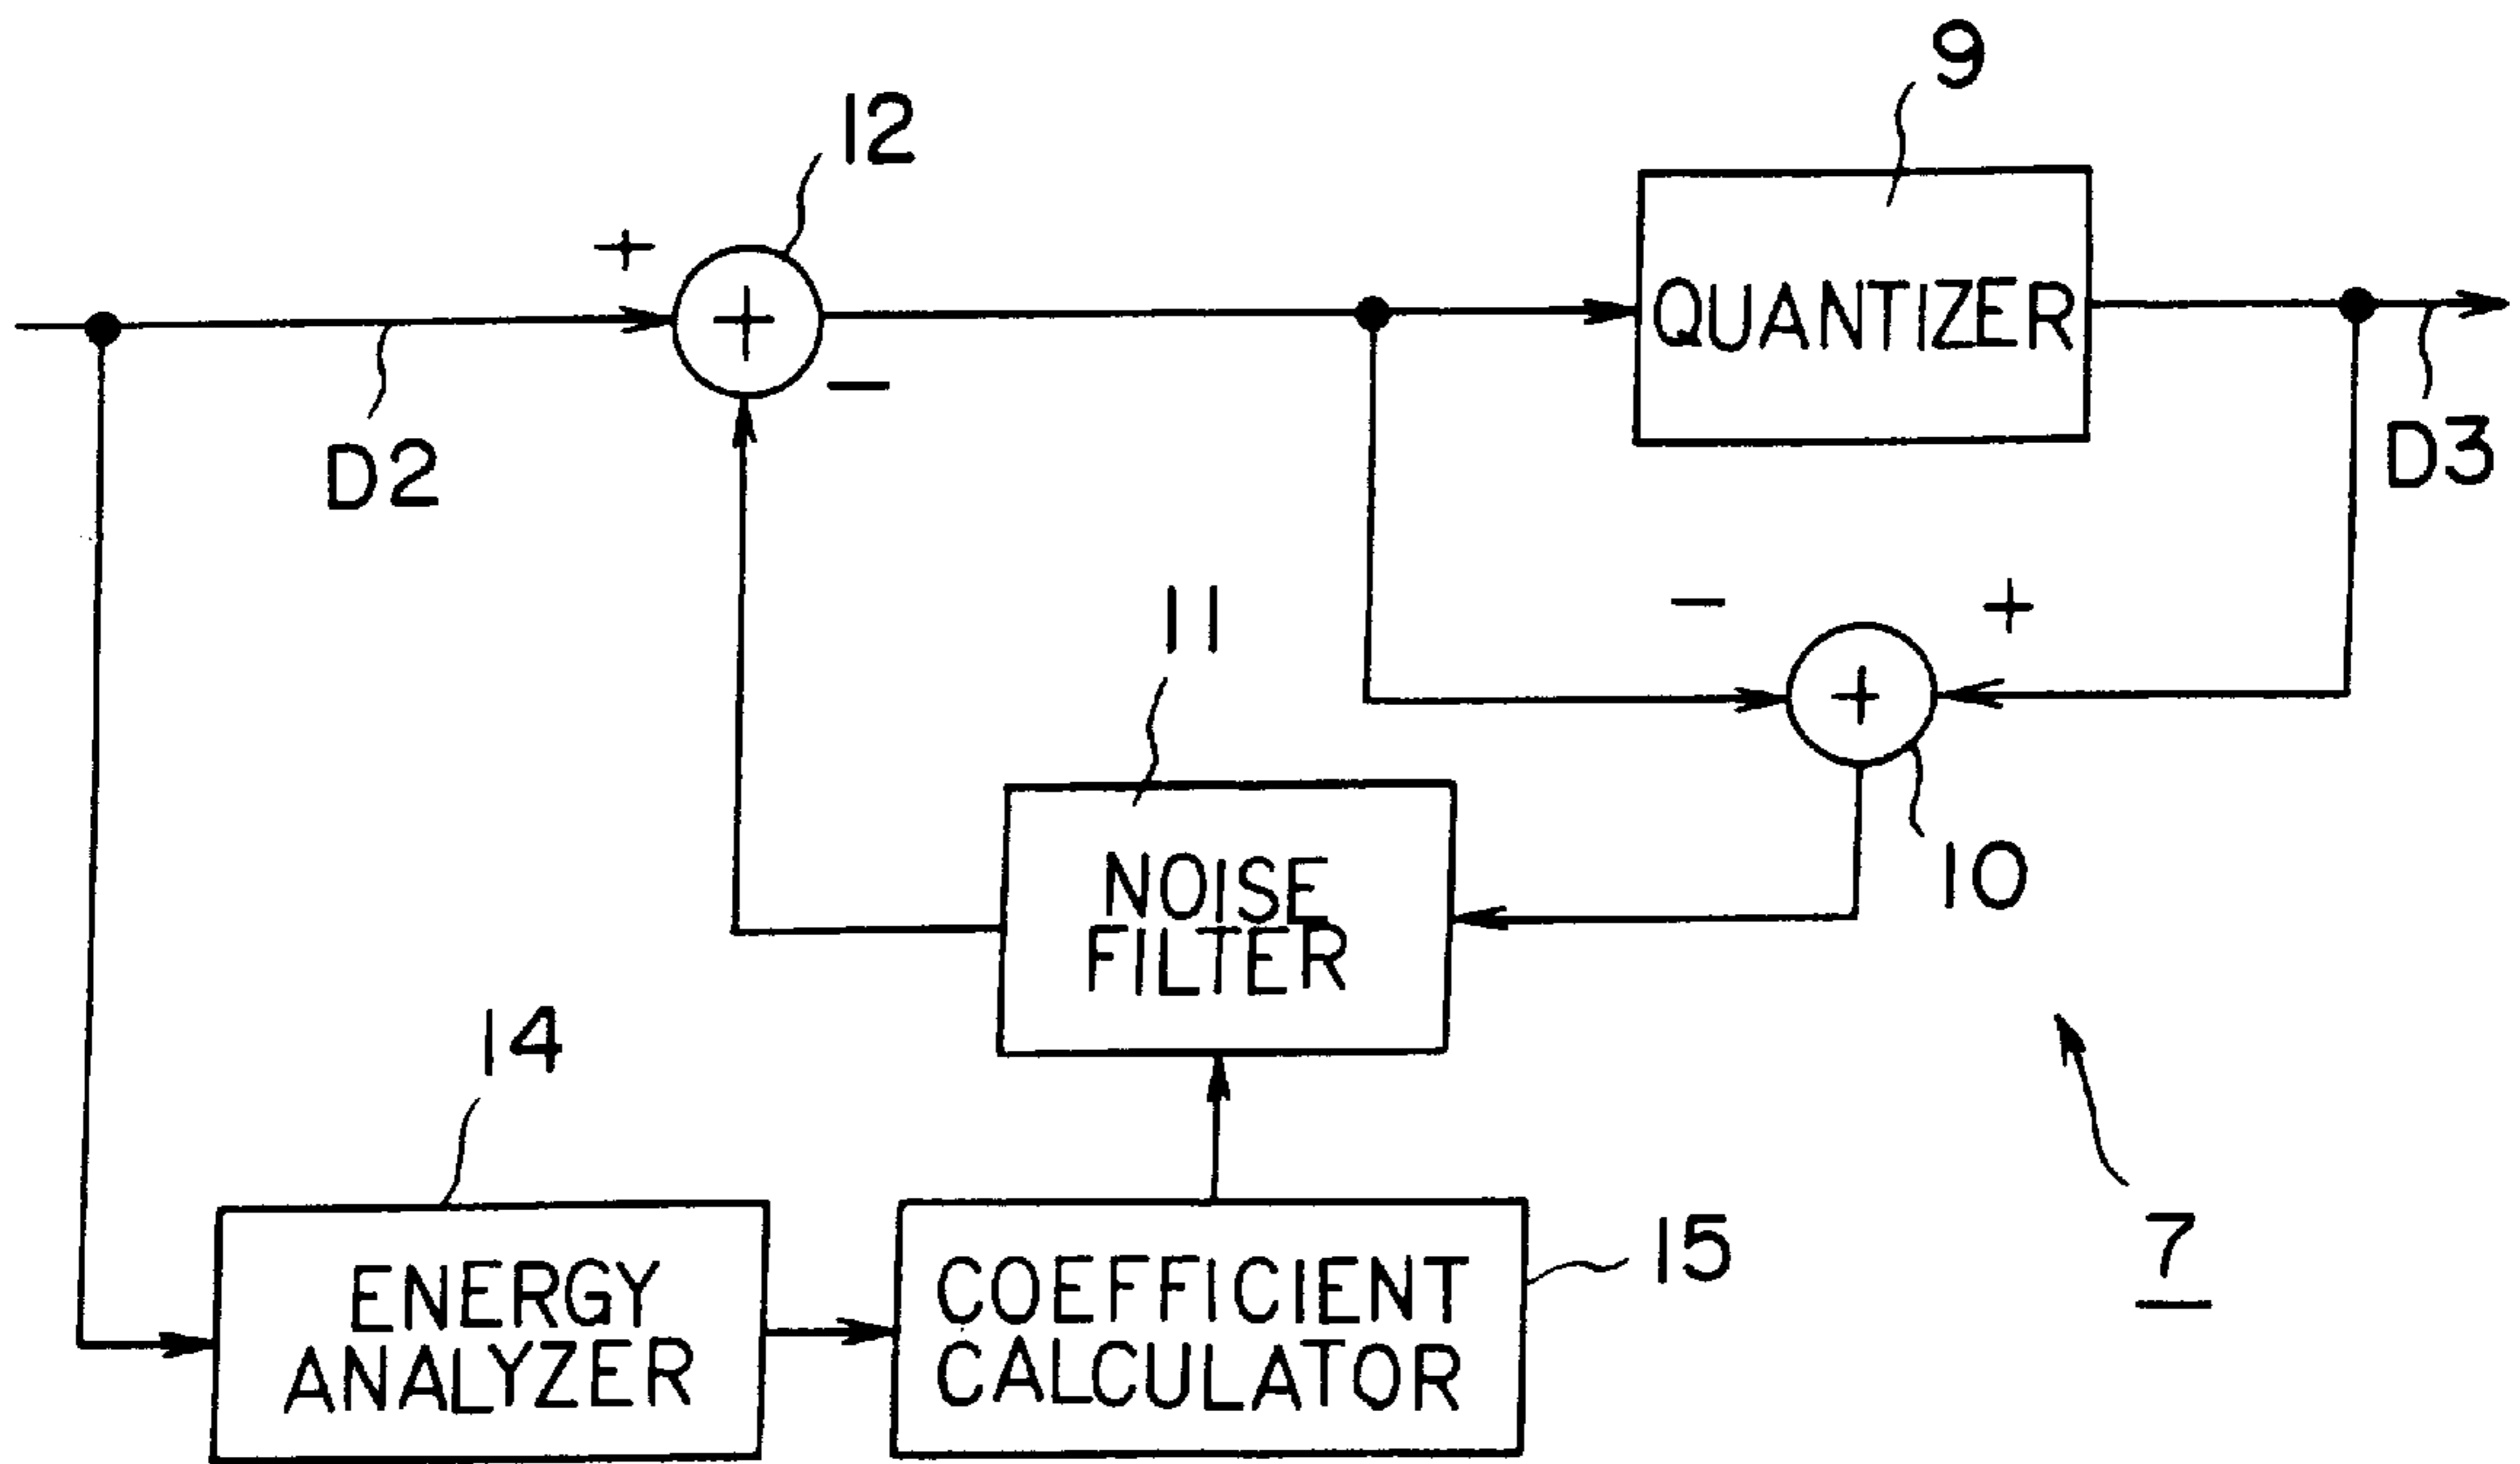 9
12
+
+
QUANTIZER
−
D2
D3
11
−
+
+
NOISE
FILTER
10
14
ENERGY
ANALYZER
COEFFICIENT
CALCULATOR
15
7